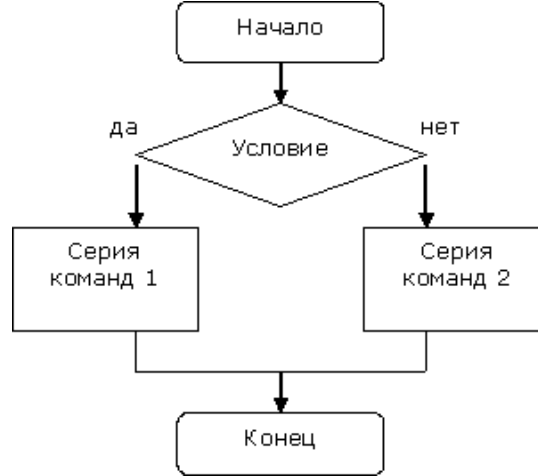 Начало
да
нет
Условие
Серия
команд 1
Серия
команд 2
Конец